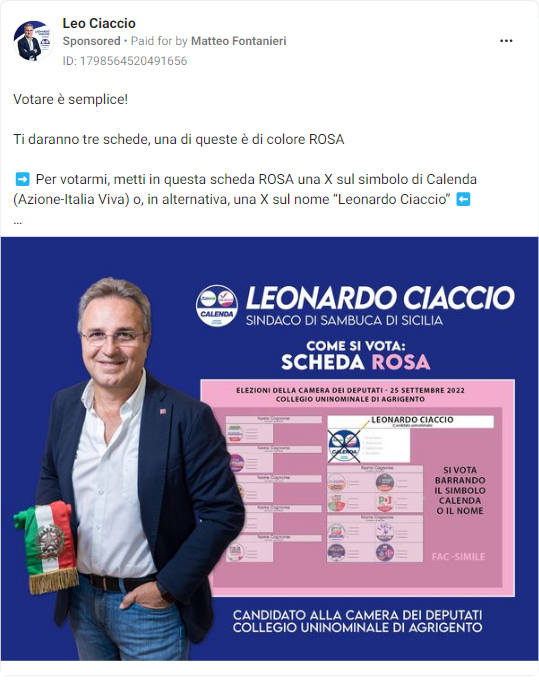 Leo Ciaccio
Sponsored • Paid for by Matteo Fontanieri
ID: 1798564520491656
Votare è semplice!
Ti daranno tre schede, una di queste è di colore ROSA
➡️ Per votarmi, metti in questa scheda ROSA una X sul simbolo di Calenda
(Azione-Italia Viva) o, in alternativa, una X sul nome “Leonardo Ciaccio” ⬅️
...
CALENDA
LEONARDO CIACCIO
SINDACO DI SAMBUCA DI SICILIA
COME SI VOTA:
SCHEDA ROSA
ELEZIONI DELLA CAMERA DEI DEPUTATI - 25 SETTEMBRE 2022
COLLEGIO UNINOMINALE DI AGRIGENTO
Nome Cognome
Nome Cognome
Nome Cognome
Nome Cognome
Nome Cognome
LEONARDO CIACCIO
(Candidato uninominale)
CALENDA
Nome Cognome
Nome Cognome
Nome Cognome
SI VOTA
BARRANDO
IL SIMBOLO
CALENDA
O IL NOME
FAC -SIMILE
CANDIDATO ALLA CAMERA DEI DEPUTATI
COLLEGIO UNINOMINALE DI AGRIGENTO